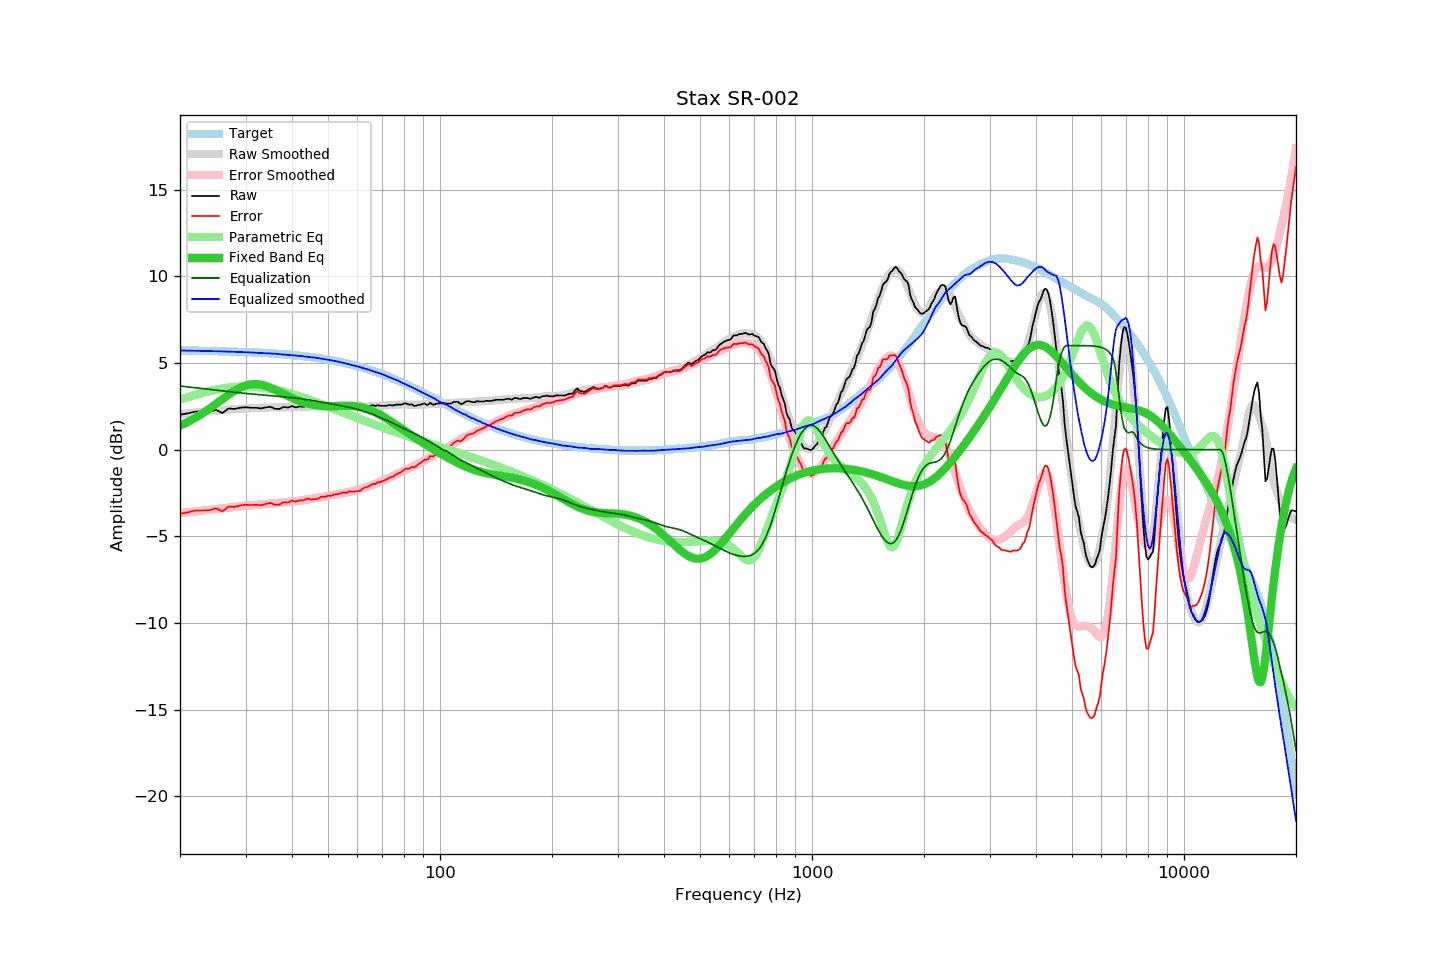 Stax SR-002
Target
Raw Smoothed
Error Smoothed
Raw
Error
Parametric Eq
Fixed Band Eq
Equalization
Equalized smoothed
15
10
5
0
−5
−10
−15
−20
Amplitude (dBr)
100
1000
10000
Frequency (Hz)